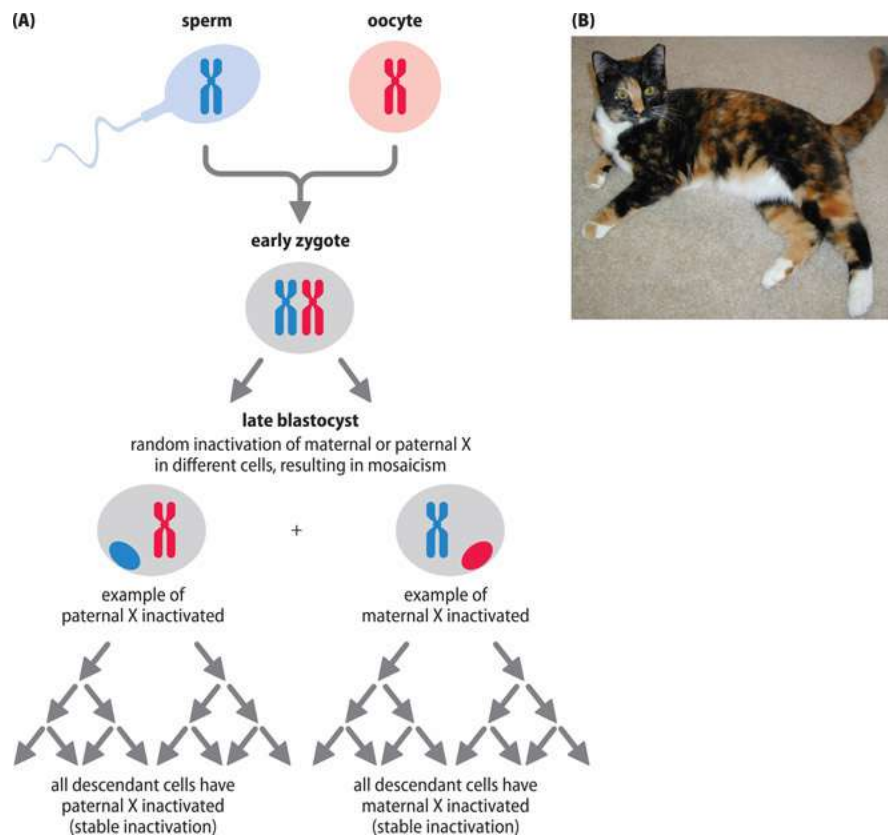 (A)
sperm
oocyte
early zygote
late blastocyst
random inactivation of maternal or paternal X
in different cells, resulting in mosaicism
+
example of
paternal X inactivated
example of
maternal X inactivated
all descendant cells have
paternal X inactivated
(stable inactivation)
all descendant cells have
maternal X inactivated
(stable inactivation)
(B)